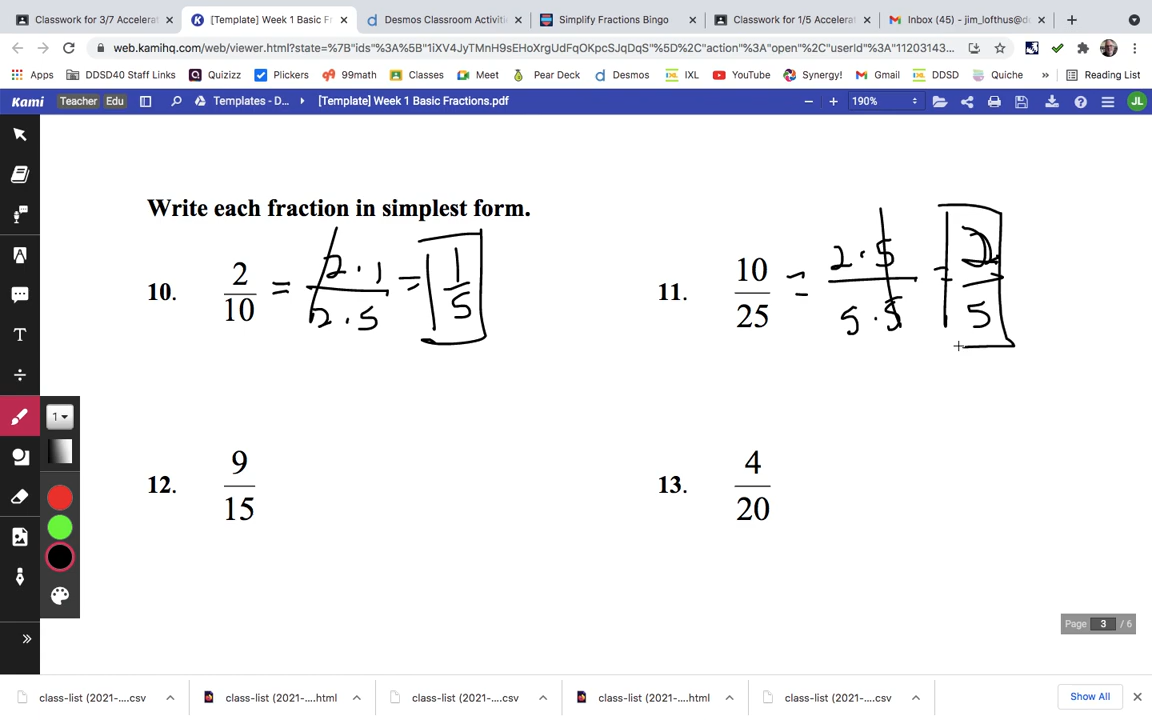 Classwork for 3/7 Accelerat
[Template] Week 1 Basic Fr
Desmos Classroom Activiti
Simplify Fractions Bingo
Classwork for 1/5 Accelerat
Inbox (45) - jim_lofthus@d
web.kamihq.com/web/viewer.html?state=%7B"ids"%3A%5B"1iXV4JyTMnH9sEHoXrgUdFqOKpcSJqDqS"%5D%2C"action"%3A"open"%2C"userId"%3A"11203143...
Apps DDSD40 Staff Links Quizizz Plickers 99math Classes Meet Pear Deck Desmos IXL YouTube Synergy! Gmail DDSD Quiche » Reading List
Kami Teacher Edu Templates - D... [Template] Week 1 Basic Fractions.pdf − + 190% JL
Write each fraction in simplest form.
10. 2/10 = 2·1/2·5 = 1/5
11. 10/25 = 2·5/5·5 = 2/5
12. 9/15
13. 4/20
T
÷
1
»
Page 3 / 6
class-list (2021-....csv
class-list (2021-....html
class-list (2021-....csv
class-list (2021-....html
class-list (2021-....csv
Show All